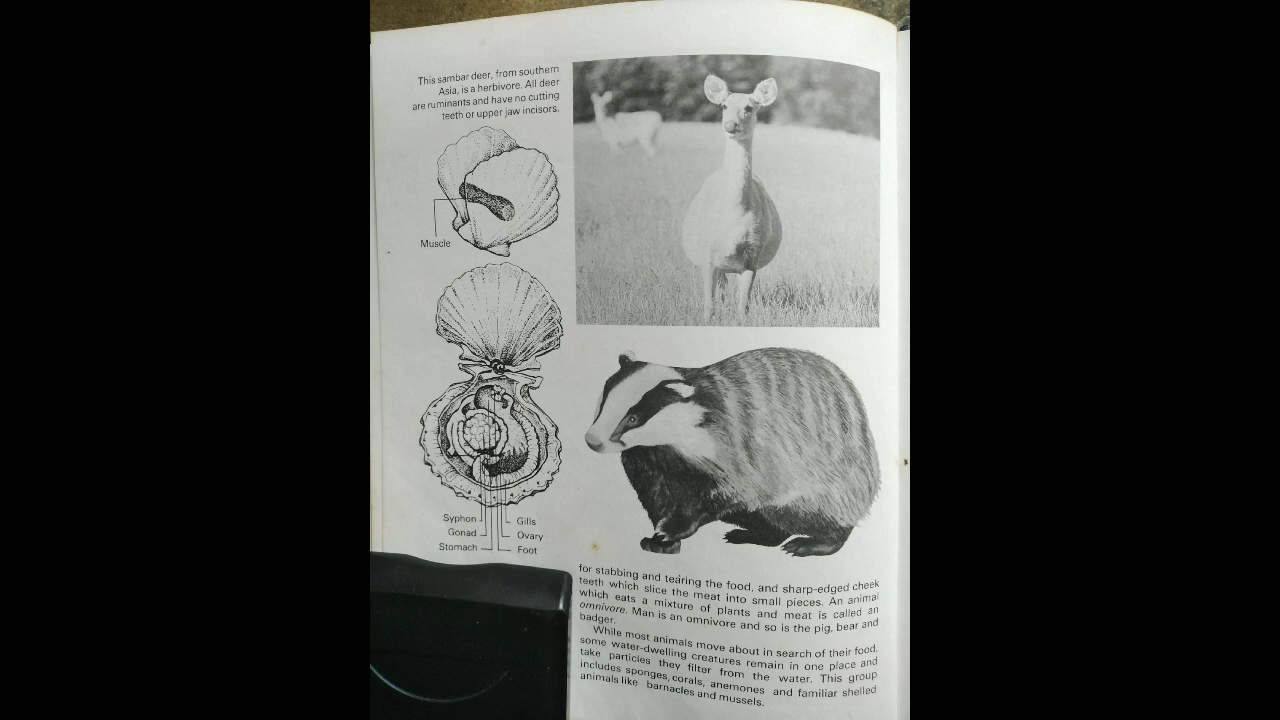 This sambar deer, from southern
Asia, is a herbivore. All deer
are ruminants and have no cutting
teeth or upper jaw incisors.
Muscle
Syphon
Gonad
Stomach
Gills
Ovary
Foot
for stabbing and tearing the food, and sharp-edged cheek
teeth which slice the meat into small pieces. An animal
which eats a mixture of plants and meat is called an
omnivore. Man is an omnivore and so is the pig, bear and
badger.
While most animals move about in search of their food,
some water-dwelling creatures remain in one place and
take particles they filter from the water. This group
includes sponges, corals, anemones and familiar shelled
animals like barnacles and mussels.